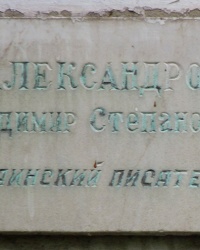 ЛЕКСАНДРО
ДИМИР СТЕПАНО
ИНСКИЙ ПИСАТЕ